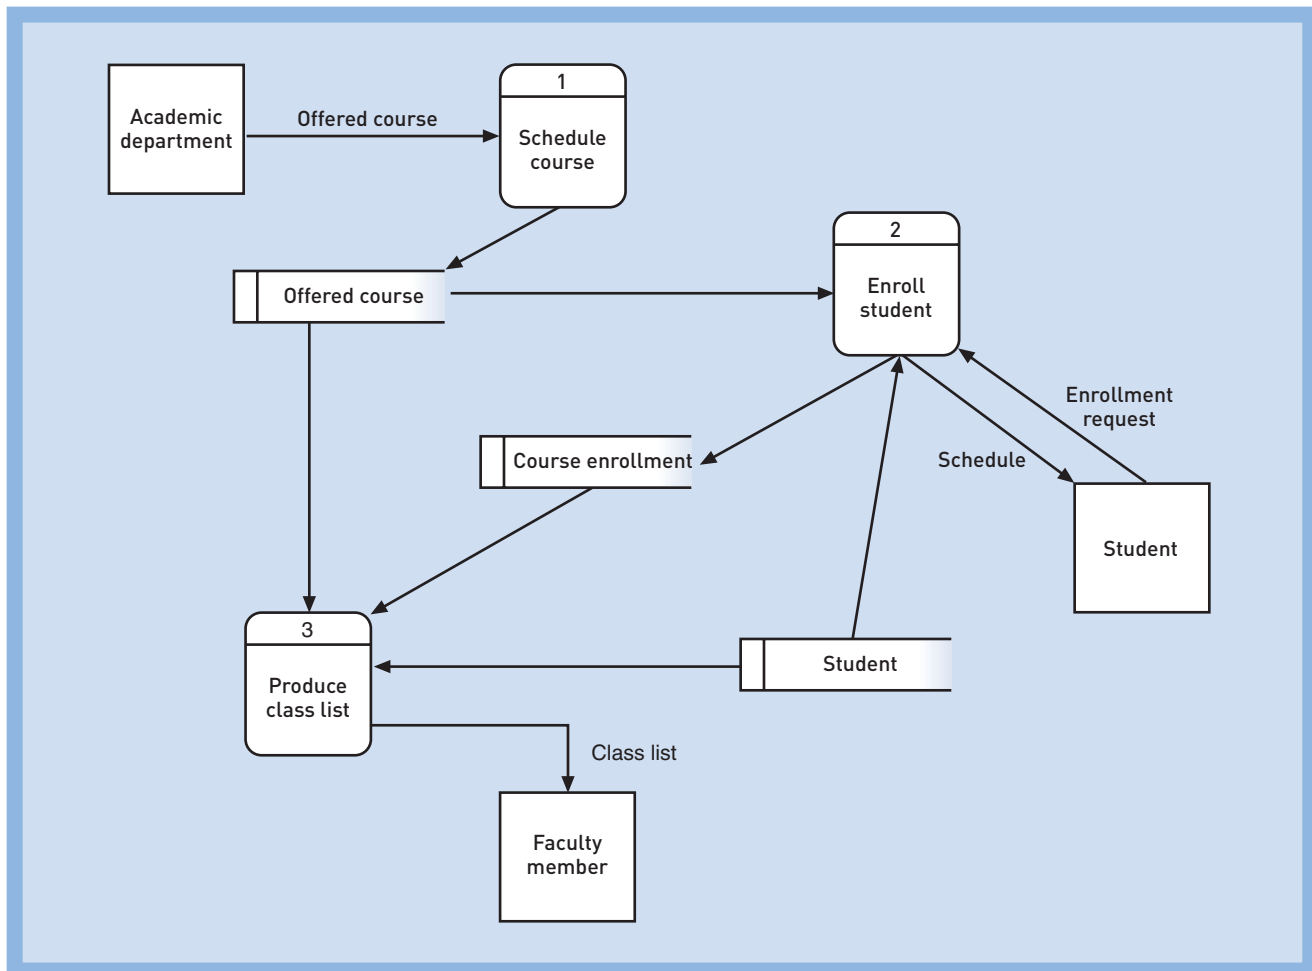 Academic
department
Offered course
1
Schedule
course
2
Enroll
student
Offered course
Enrollment
request
Schedule
Course enrollment
Student
3
Produce
class list
Student
Class list
Faculty
member